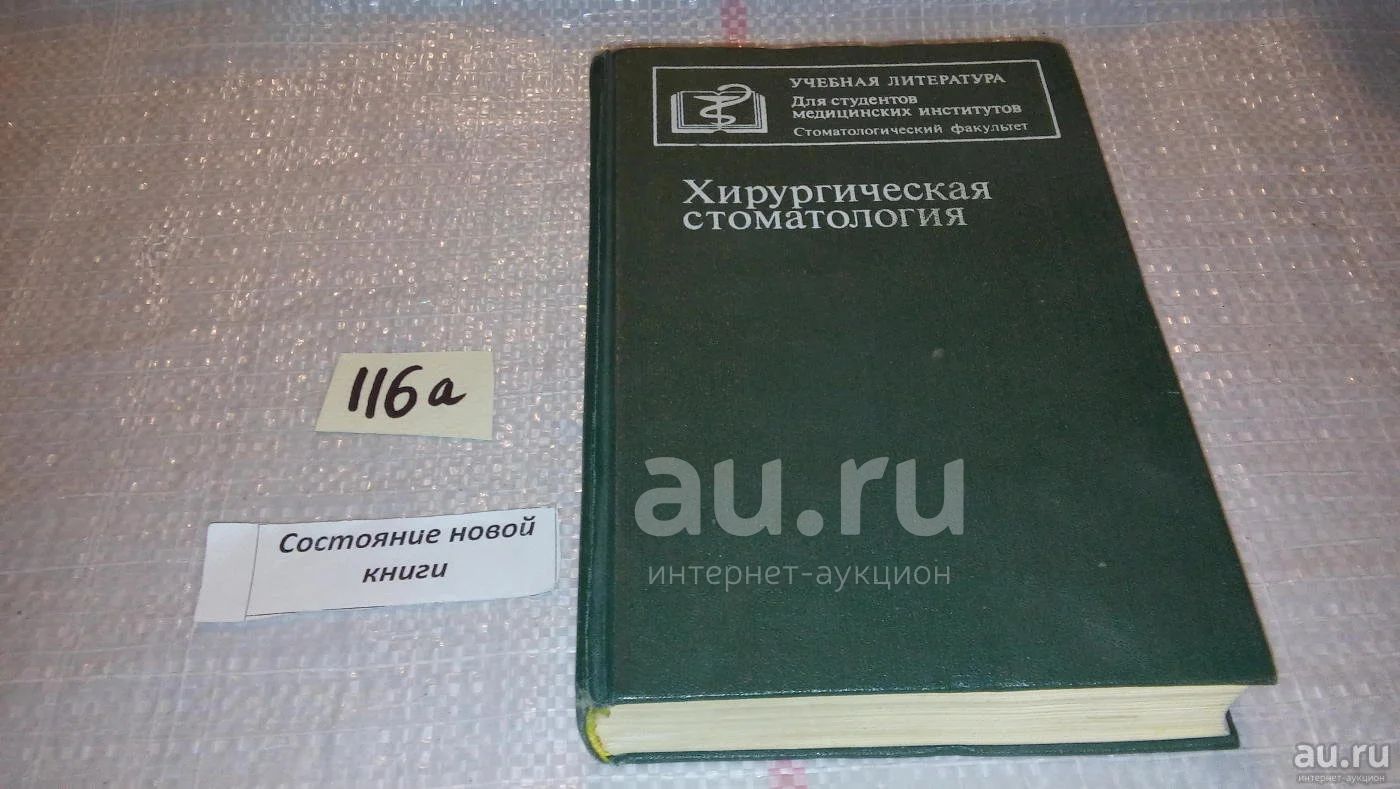 УЧЕБНАЯ ЛИТЕРАТУРА
Для студентов
медицинских институтов
Стоматологический факультет
Хирургическая
стоматология
116а
Состояние новой
книги
au.ru
интернет-аукцион
au.ru
интернет-аукцион